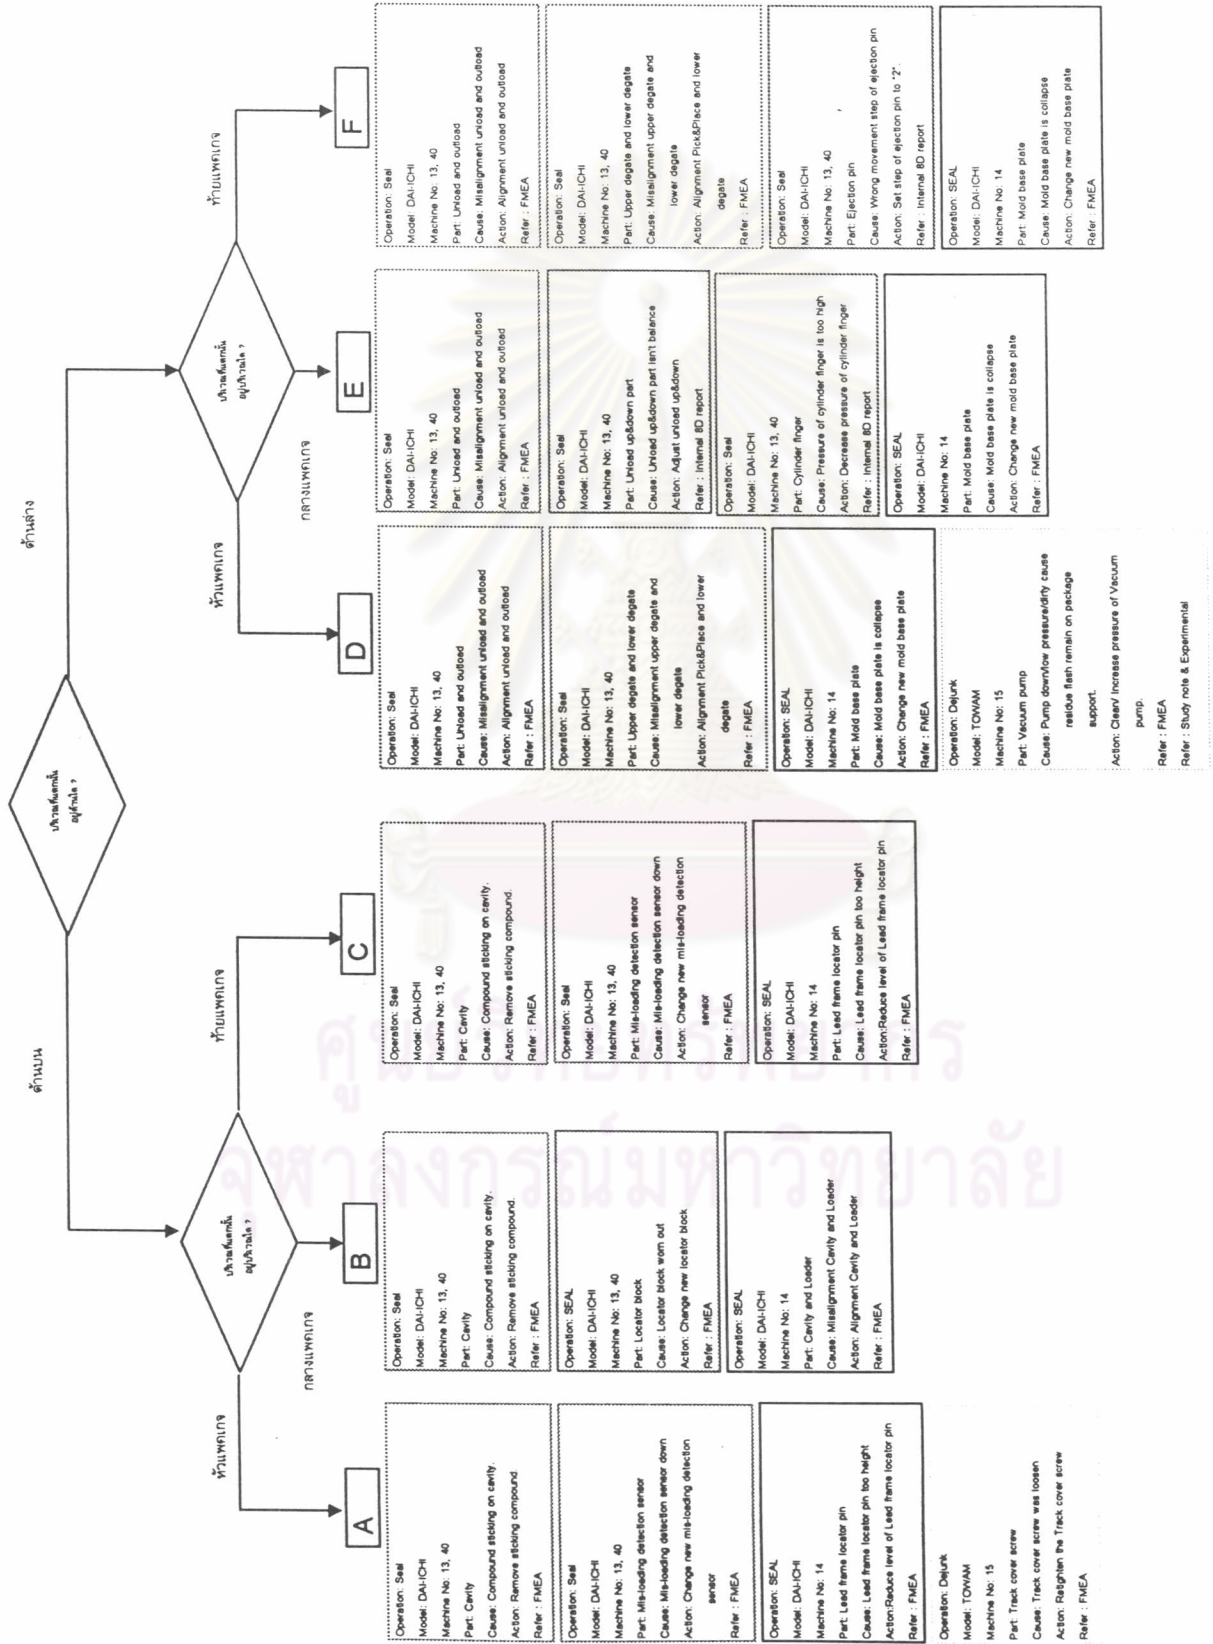 บริเวณที่แตกนั้น
อยู่ด้านใด ?
ด้านบน
ด้านล่าง
บริเวณที่แตกนั้น
อยู่บริเวณใด ?
หัวแพคเกจ
กลางแพคเกจ
ท้ายแพคเกจ
บริเวณที่แตกนั้น
อยู่บริเวณใด ?
หัวแพคเกจ
กลางแพคเกจ
ท้ายแพคเกจ
A
Operation: Seal
Model: DAI-ICHI
Machine No: 13, 40
Part: Cavity
Cause: Compound sticking on cavity.
Action: Remove sticking compound.
Refer : FMEA
Operation: Seal
Model: DAI-ICHI
Machine No: 13, 40
Part: Mis-loading detection sensor
Cause: Mis-loading detection sensor down
Action: Change new mis-loading detection
sensor
Refer : FMEA
Operation: SEAL
Model: DAI-ICHI
Machine No: 14
Part: Lead frame locator pin
Cause: Lead frame locator pin too height
Action:Reduce level of Lead frame locator pin
Refer : FMEA
Operation: Dejunk
Model: TOWAM
Machine No: 15
Part: Track cover screw
Cause: Track cover screw was loosen
Action: Retighten the Track cover screw
Refer : FMEA
B
Operation: Seal
Model: DAI-ICHI
Machine No: 13, 40
Part: Cavity
Cause: Compound sticking on cavity.
Action: Remove sticking compound.
Refer : FMEA
Operation: SEAL
Model: DAI-ICHI
Machine No: 13, 40
Part: Locator block
Cause: Locator block worn out
Action: Change new locator block
Refer : FMEA
Operation: SEAL
Model: DAI-ICHI
Machine No: 14
Part: Cavity and Loader
Cause: Misalignment Cavity and Loader
Action: Alignment Cavity and Loader
Refer : FMEA
C
Operation: Seal
Model: DAI-ICHI
Machine No: 13, 40
Part: Cavity
Cause: Compound sticking on cavity.
Action: Remove sticking compound.
Refer : FMEA
Operation: Seal
Model: DAI-ICHI
Machine No: 13, 40
Part: Mis-loading detection sensor
Cause: Mis-loading detection sensor down
Action: Change new mis-loading detection
sensor
Refer : FMEA
Operation: SEAL
Model: DAI-ICHI
Machine No: 14
Part: Lead frame locator pin
Cause: Lead frame locator pin too height
Action:Reduce level of Lead frame locator pin
Refer : FMEA
D
Operation: Seal
Model: DAI-ICHI
Machine No: 13, 40
Part: Unload and outload
Cause: Misalignment unload and outload
Action: Alignment unload and outload
Refer : FMEA
Operation: Seal
Model: DAI-ICHI
Machine No: 13, 40
Part: Upper degate and lower degate
Cause: Misalignment upper degate and
lower degate
Action: Alignment Pick&Place and lower
degate
Refer : FMEA
Operation: SEAL
Model: DAI-ICHI
Machine No: 14
Part: Mold base plate
Cause: Mold base plate is collapse
Action: Change new mold base plate
Refer : FMEA
Operation: Dejunk
Model: TOWAM
Machine No: 15
Part: Vacuum pump
Cause: Pump down/low pressure/dirty cause
residue flash remain on package
support.
Action: Clean/ Increase pressure of Vacuum
pump.
Refer : FMEA
Refer : Study note & Experimental
E
Operation: Seal
Model: DAI-ICHI
Machine No: 13, 40
Part: Unload and outload
Cause: Misalignment unload and outload
Action: Alignment unload and outload
Refer : FMEA
Operation: Seal
Model: DAI-ICHI
Machine No: 13, 40
Part: Unload up&down part
Cause: Unload up&down part isn't balance
Action: Adjust unload up&down
Refer : Internal 8D report
Operation: Seal
Model: DAI-ICHI
Machine No: 13, 40
Part: Cylinder finger
Cause: Pressure of cylinder finger is too high
Action: Decrease pressure of cylinder finger
Refer : Internal 8D report
Operation: SEAL
Model: DAI-ICHI
Machine No: 14
Part: Mold base plate
Cause: Mold base plate is collapse
Action: Change new mold base plate
Refer : FMEA
F
Operation: Seal
Model: DAI-ICHI
Machine No: 13, 40
Part: Unload and outload
Cause: Misalignment unload and outload
Action: Alignment unload and outload
Refer : FMEA
Operation: Seal
Model: DAI-ICHI
Machine No: 13, 40
Part: Upper degate and lower degate
Cause: Misalignment upper degate and
lower degate
Action: Alignment Pick&Place and lower
degate
Refer : FMEA
Operation: Seal
Model: DAI-ICHI
Machine No: 13, 40
Part: Ejection pin
Cause: Wrong movement step of ejection pin
Action: Set step of ejection pin to "2".
Refer : Internal 8D report
Operation: SEAL
Model: DAI-ICHI
Machine No: 14
Part: Mold base plate
Cause: Mold base plate is collapse
Action: Change new mold base plate
Refer : FMEA
ศูนย์วิทยทรัพยากร
จุฬาลงกรณ์มหาวิทยาลัย